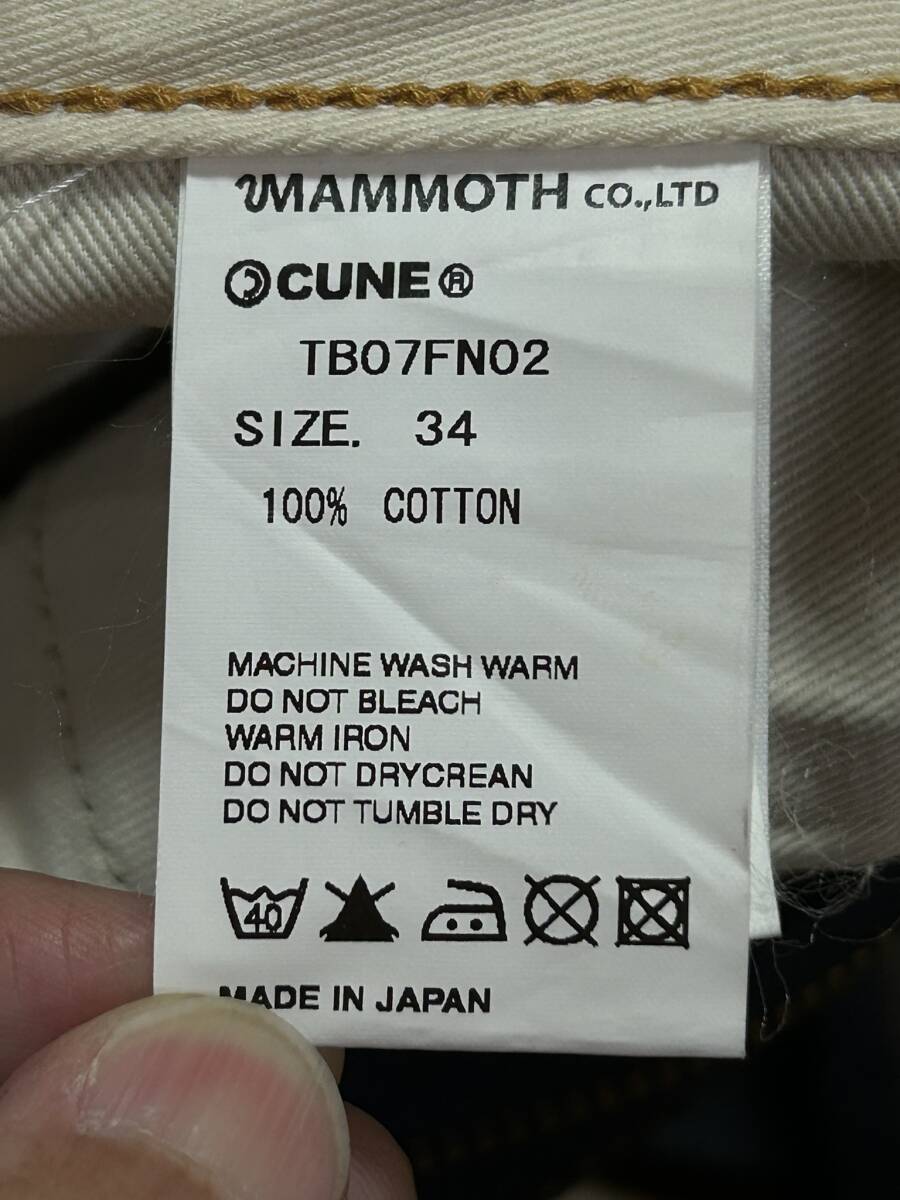 MAMMOTH CO.,LTD
CUNE®
TB07FN02
SIZE. 34
100% COTTON
MACHINE WASH WARM
DO NOT BLEACH
WARM IRON
DO NOT DRYCREAN
DO NOT TUMBLE DRY
40
MADE IN JAPAN